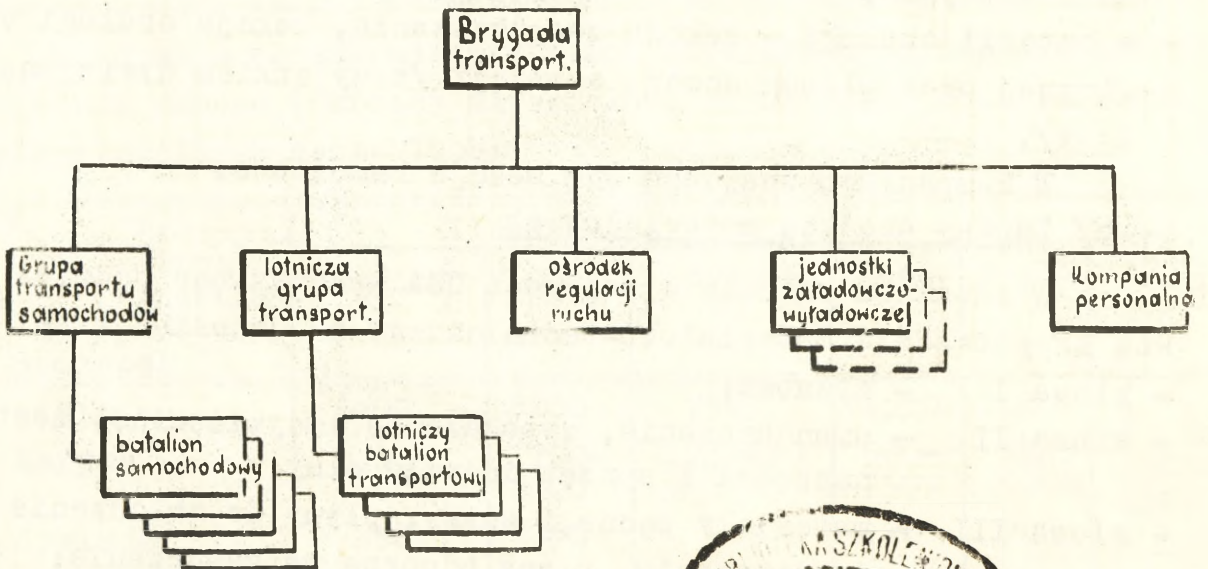 Brygada
transport.
Grupa
transportu
samochodow
lotnicza
grupa
transport.
ośrodek
regulacji
ruchu
jednostki
załadowczo-
wyładowcze
Kompania
personalna
batalion
samochodowy
lotniczy
batalion
transportowy